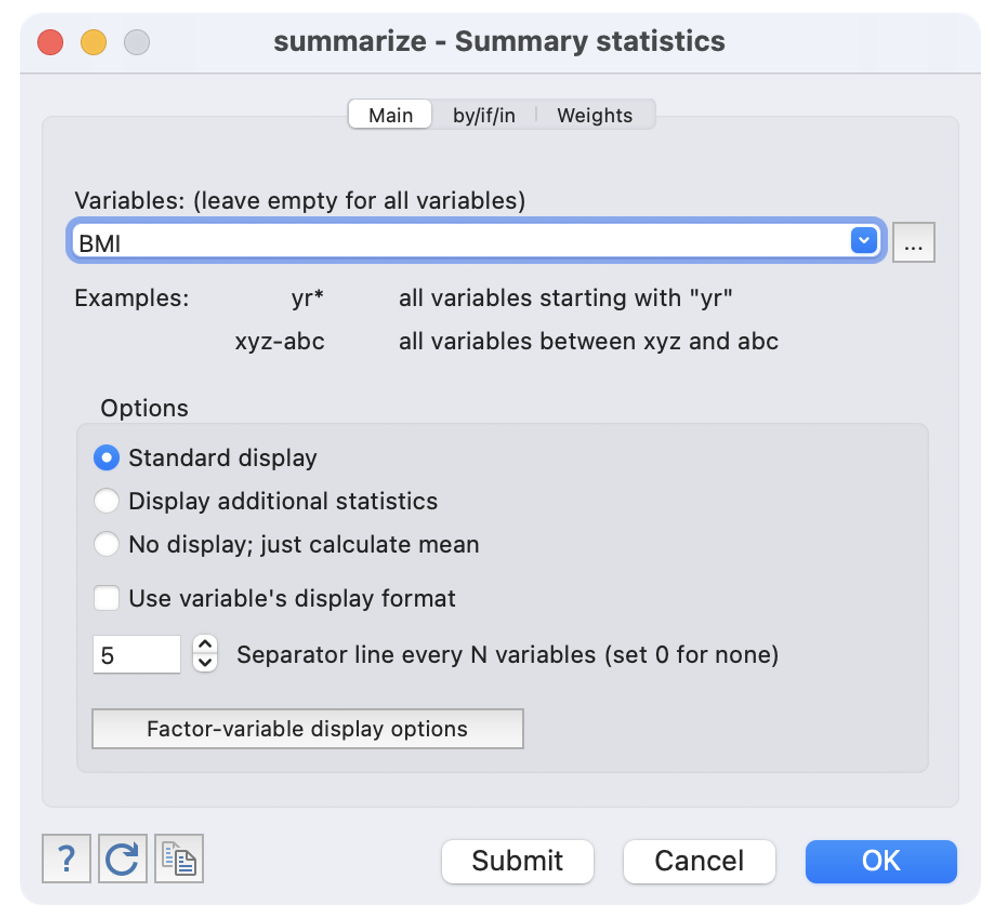 summarize - Summary statistics
Main by/if/in Weights
Variables: (leave empty for all variables)
BMI ...
Examples: yr* all variables starting with "yr"
xyz-abc all variables between xyz and abc
Options
Standard display
Display additional statistics
No display; just calculate mean
Use variable's display format
5 Separator line every N variables (set 0 for none)
Factor-variable display options
? Submit Cancel OK